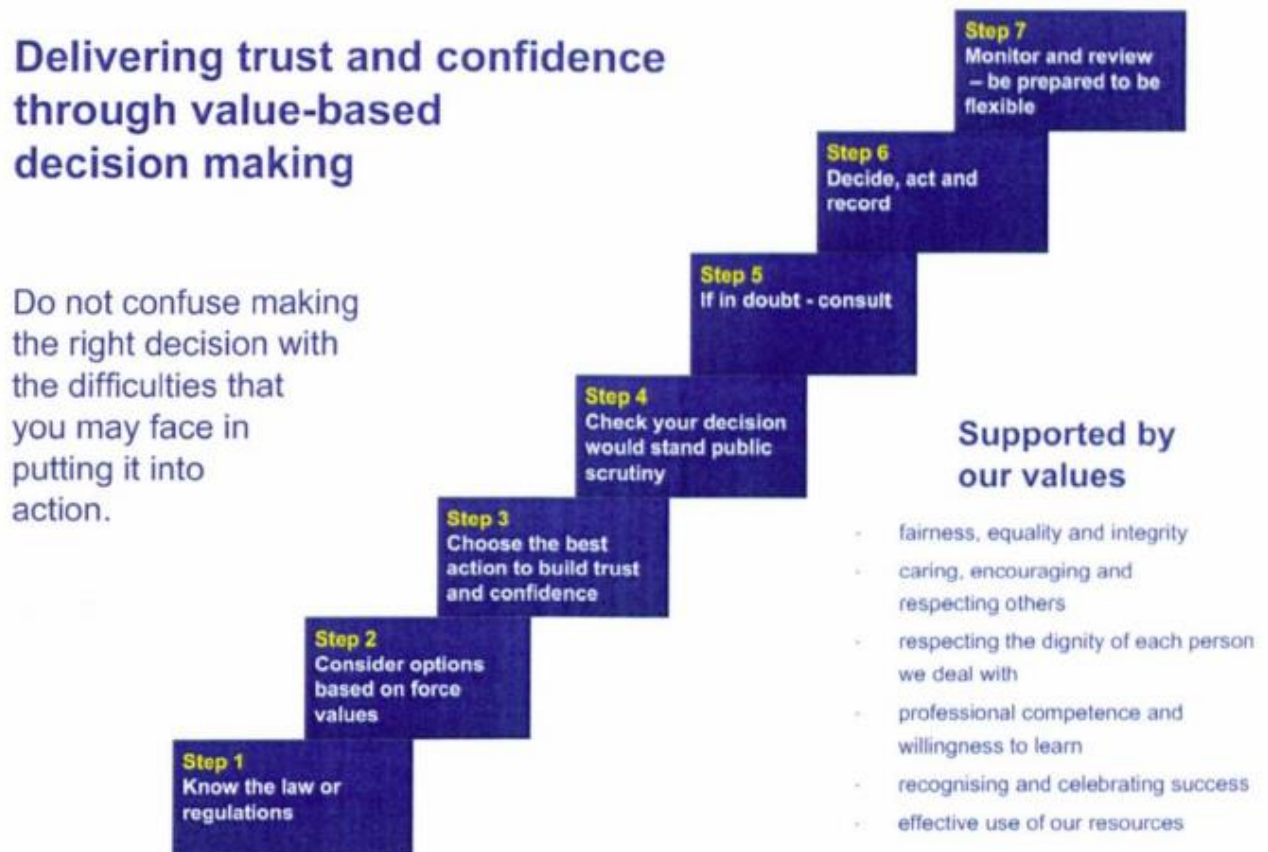 Delivering trust and confidence
through value-based
decision making
Do not confuse making
the right decision with
the difficulties that
you may face in
putting it into
action.
Step 7
Monitor and review
– be prepared to be
flexible
Step 6
Decide, act and
record
Step 5
If in doubt - consult
Step 4
Check your decision
would stand public
scrutiny
Step 3
Choose the best
action to build trust
and confidence
Step 2
Consider options
based on force
values
Step 1
Know the law or
regulations
Supported by
our values
- fairness, equality and integrity
- caring, encouraging and
respecting others
- respecting the dignity of each person
we deal with
- professional competence and
willingness to learn
- recognising and celebrating success
- effective use of our resources